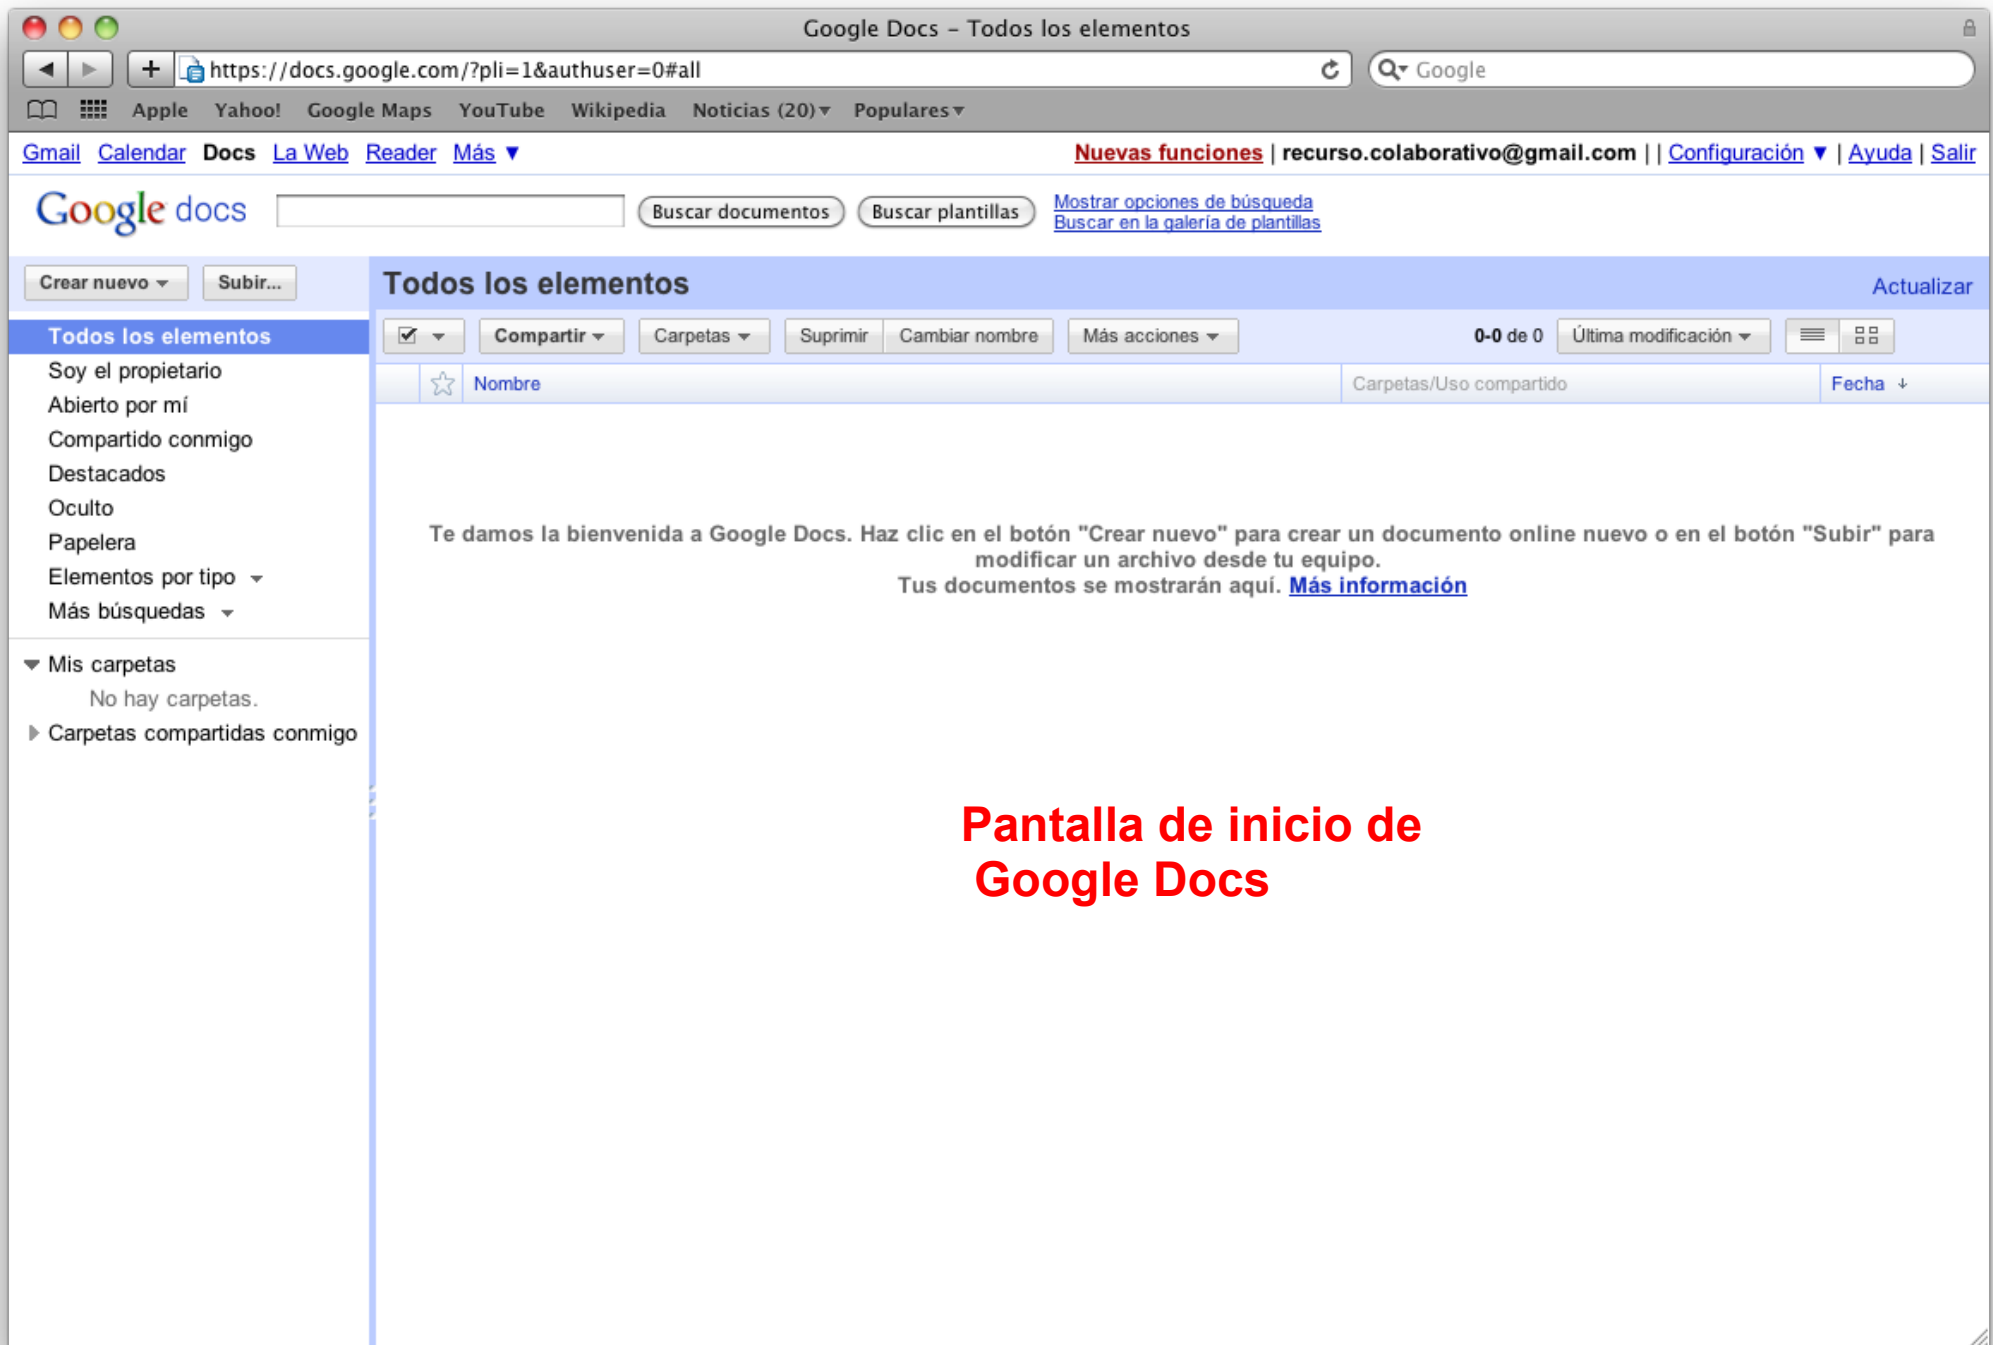 Google Docs – Todos los elementos
https://docs.google.com/?pli=1&authuser=0#all
Google
Apple Yahoo! Google Maps YouTube Wikipedia Noticias (20) Populares
Gmail Calendar Docs La Web Reader Más ▼ Nuevas funciones | recurso.colaborativo@gmail.com | | Configuración ▼ | Ayuda | Salir
Google docs Buscar documentos Buscar plantillas
Mostrar opciones de búsqueda
Buscar en la galería de plantillas
Crear nuevo Subir...
Todos los elementos
Soy el propietario
Abierto por mí
Compartido conmigo
Destacados
Oculto
Papelera
Elementos por tipo
Más búsquedas
Mis carpetas
No hay carpetas.
Carpetas compartidas conmigo
Todos los elementos Actualizar
Compartir Carpetas Suprimir Cambiar nombre Más acciones 0-0 de 0 Última modificación
Nombre Carpetas/Uso compartido Fecha
Te damos la bienvenida a Google Docs. Haz clic en el botón "Crear nuevo" para crear un documento online nuevo o en el botón "Subir" para
modificar un archivo desde tu equipo.
Tus documentos se mostrarán aquí. Más información
Pantalla de inicio de
Google Docs